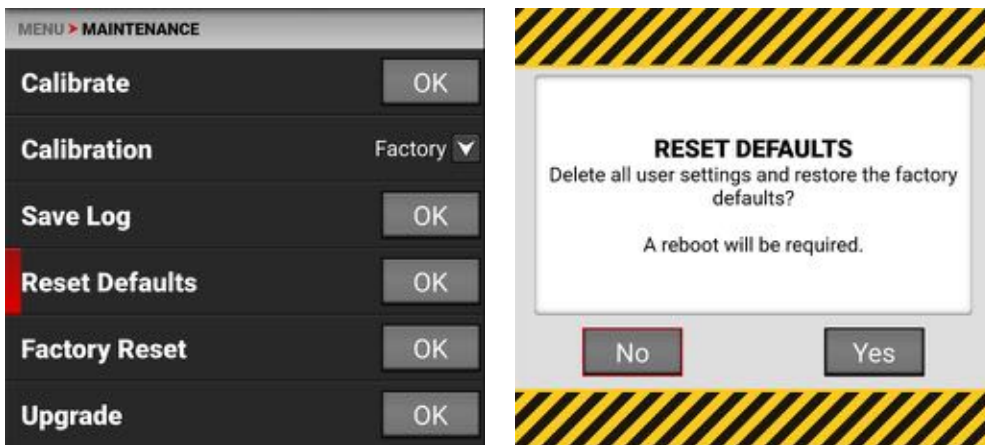 MENU > MAINTENANCE
Calibrate OK
Calibration Factory
Save Log OK
Reset Defaults OK
Factory Reset OK
Upgrade OK
RESET DEFAULTS
Delete all user settings and restore the factory
defaults?
A reboot will be required.
No Yes